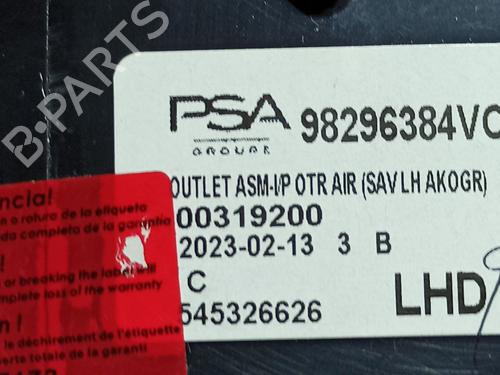 B-PARTS
PSA
GROUPE
98296384VC
OUTLET ASM-I/P OTR AIR (SAV LH AKOGR)
00319200
2023-02-13 3 B
C
LHD
545326626
ncia!
n o rotura de la etiqueta
da completa de la garantía
!
or breaking the label will
mplete loss of the warranty
n !
le déchirement de l'étiquette
perte totale de la garanti